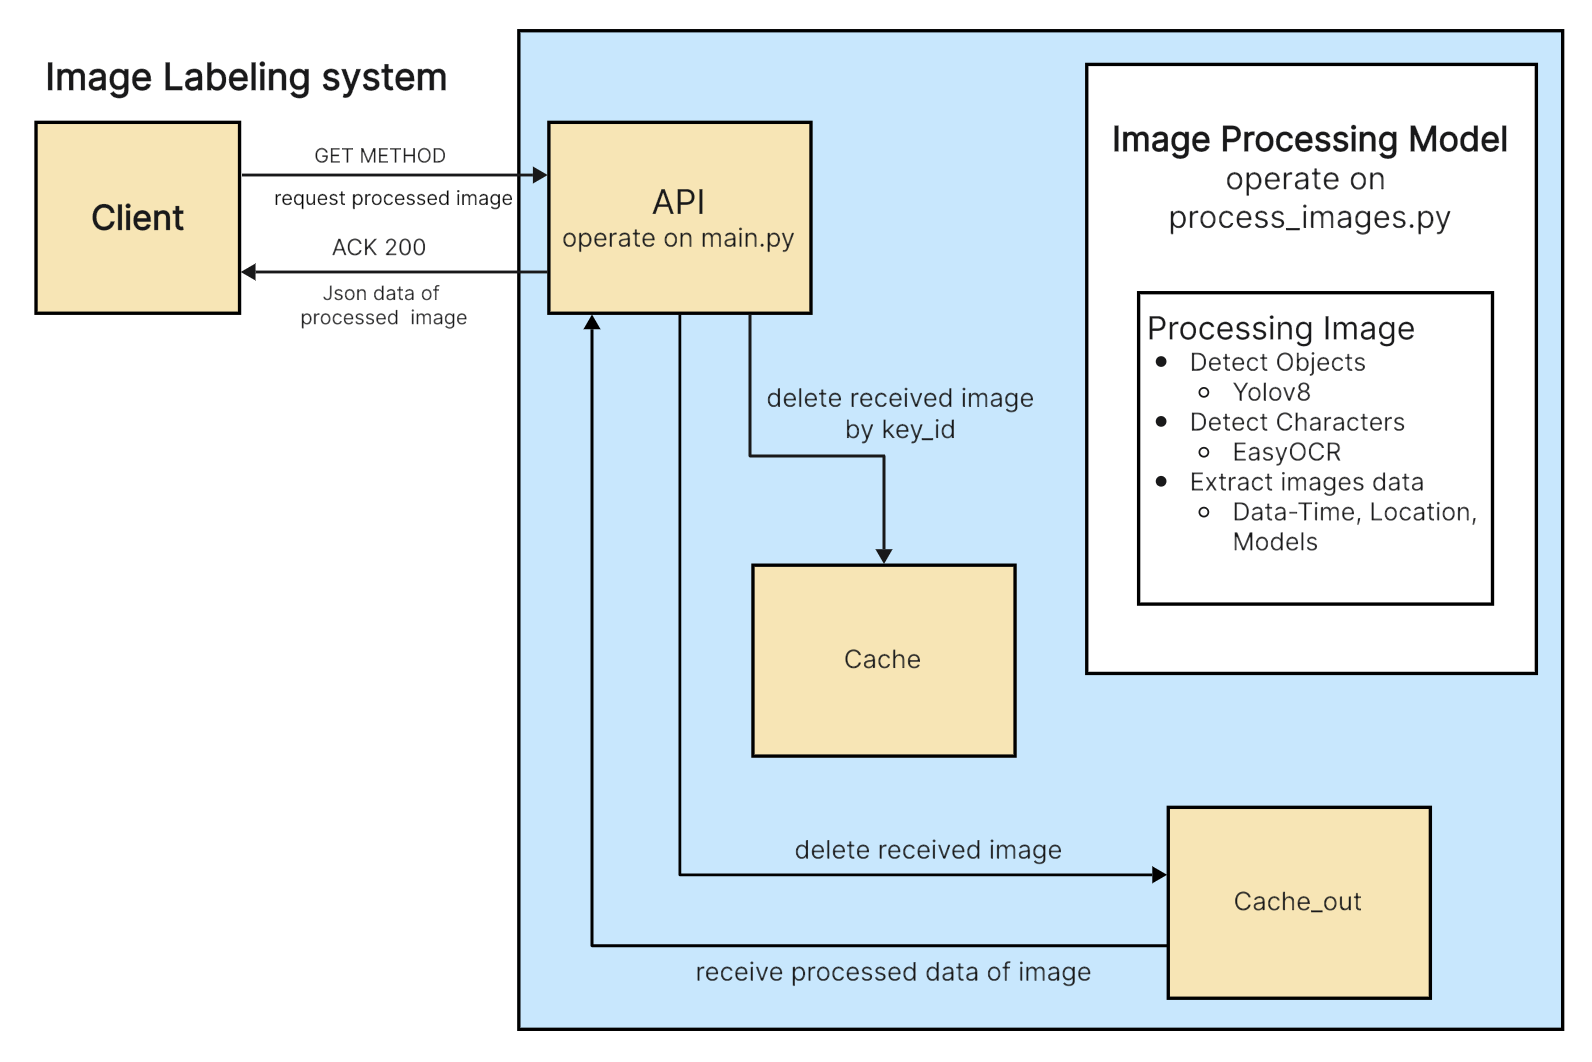 Image Labeling system
Client
GET METHOD
request processed image
ACK 200
Json data of
processed image
API
operate on main.py
delete received image
by key_id
Cache
delete received image
Cache_out
receive processed data of image
Image Processing Model
operate on
process_images.py
Processing Image
● Detect Objects
○ Yolov8
● Detect Characters
○ EasyOCR
● Extract images data
○ Data-Time, Location,
Models